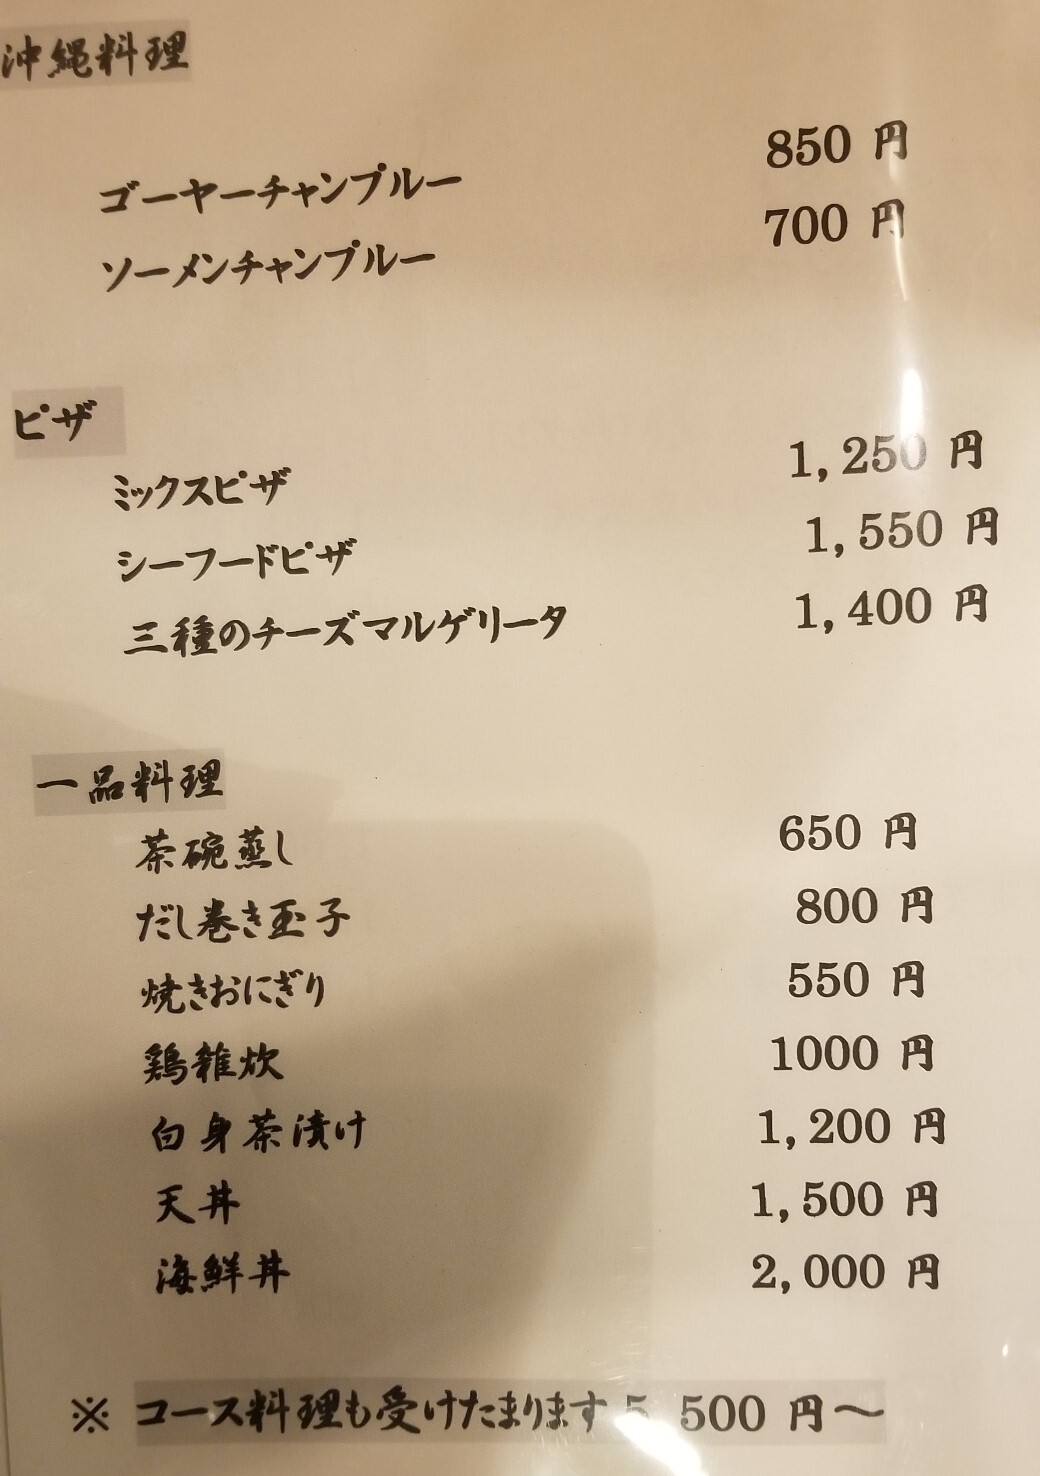 沖縄料理
ゴーヤーチャンプルー 850 円
ソーメンチャンプルー 700 円
ピザ
ミックスピザ 1,250 円
シーフードピザ 1,550 円
三種のチーズマルゲリータ 1,400 円
一品料理
茶碗蒸し 650 円
だし巻き玉子 800 円
焼きおにぎり 550 円
鶏雑炊 1000 円
白身茶漬け 1,200 円
天丼 1,500 円
海鮮丼 2,000 円
※ コース料理も受けたまります 5 500 円～